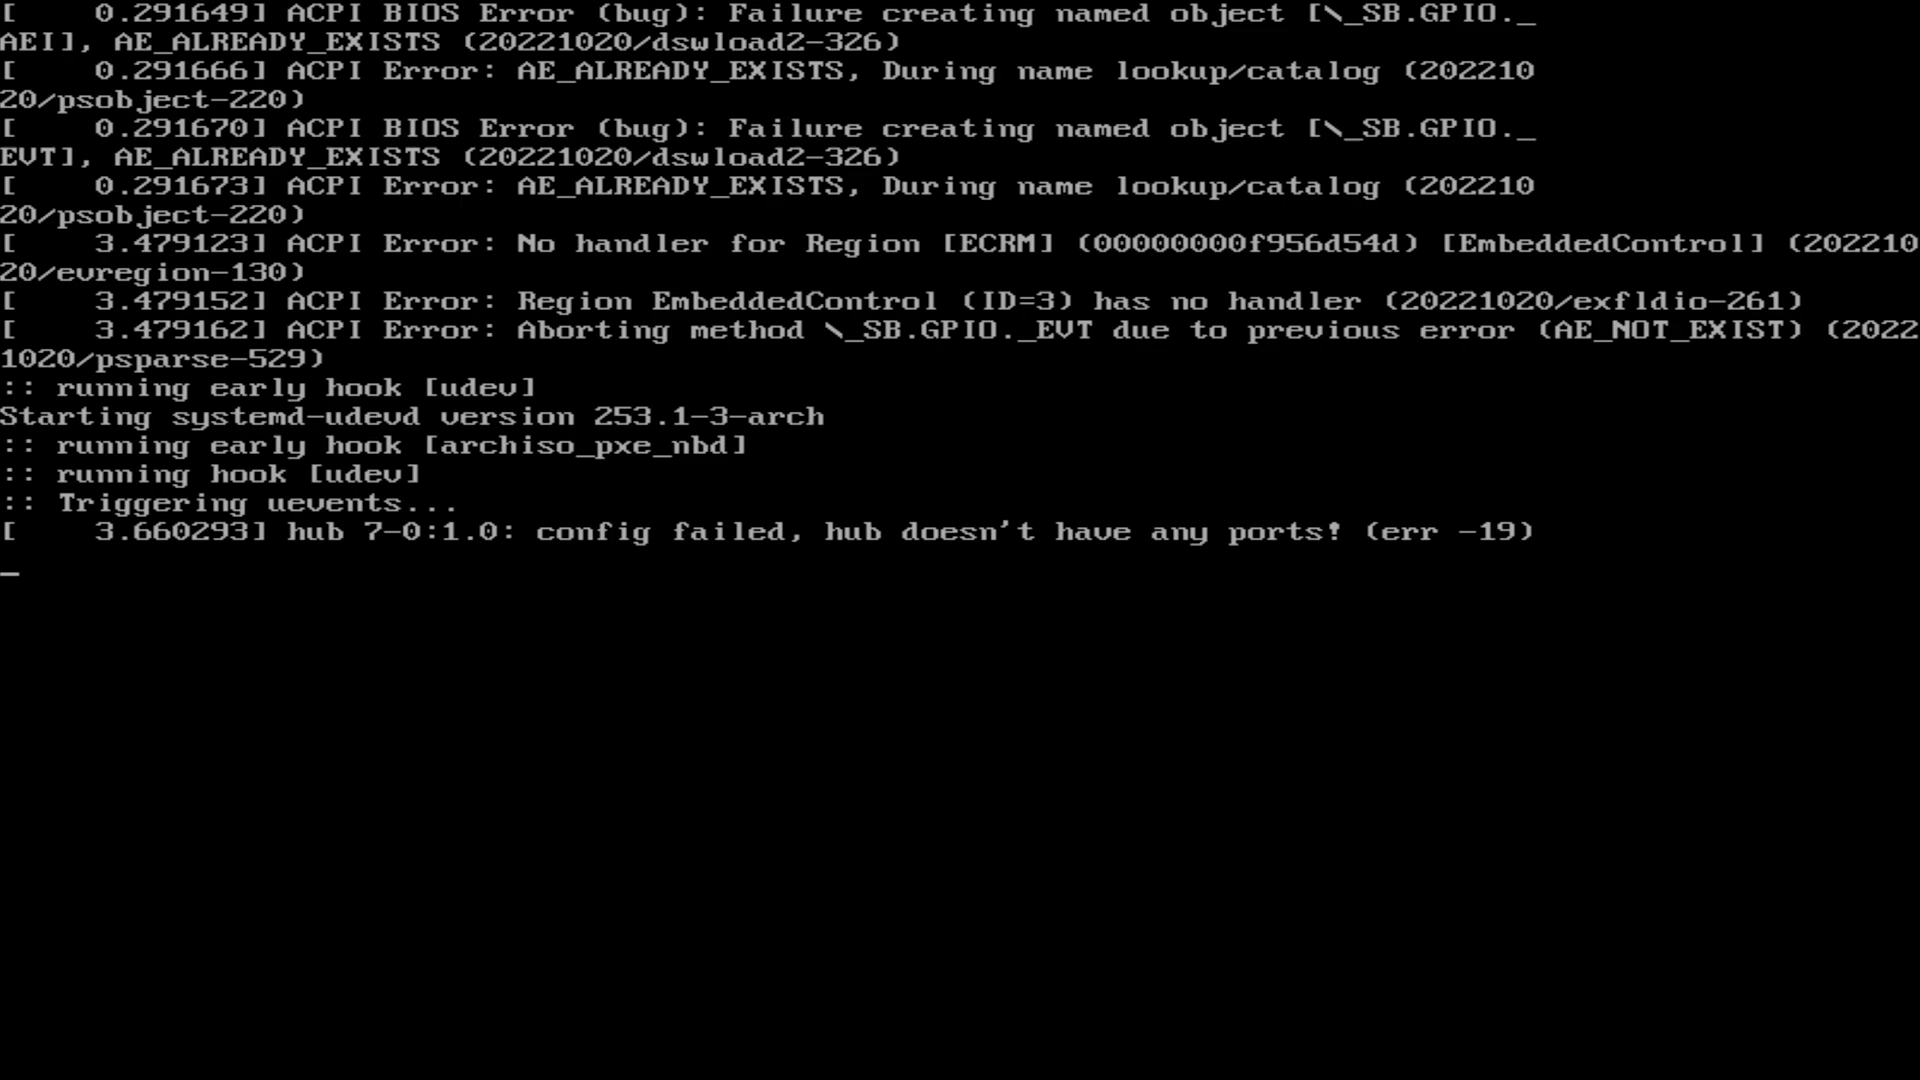 [    0.291649] ACPI BIOS Error (bug): Failure creating named object [\_SB.GPIO._
AEI], AE_ALREADY_EXISTS (20221020/dswload2-326)
[    0.291666] ACPI Error: AE_ALREADY_EXISTS, During name lookup/catalog (202210
20/psobject-220)
[    0.291670] ACPI BIOS Error (bug): Failure creating named object [\_SB.GPIO._
EVT], AE_ALREADY_EXISTS (20221020/dswload2-326)
[    0.291673] ACPI Error: AE_ALREADY_EXISTS, During name lookup/catalog (202210
20/psobject-220)
[    3.479123] ACPI Error: No handler for Region [ECRM] (00000000f956d54d) [EmbeddedControl] (202210
20/evregion-130)
[    3.479152] ACPI Error: Region EmbeddedControl (ID=3) has no handler (20221020/exfldio-261)
[    3.479162] ACPI Error: Aborting method \_SB.GPIO._EVT due to previous error (AE_NOT_EXIST) (2022
1020/psparse-529)
:: running early hook [udev]
Starting systemd-udevd version 253.1-3-arch
:: running early hook [archiso_pxe_nbd]
:: running hook [udev]
:: Triggering uevents...
[    3.660293] hub 7-0:1.0: config failed, hub doesn't have any ports! (err -19)
_